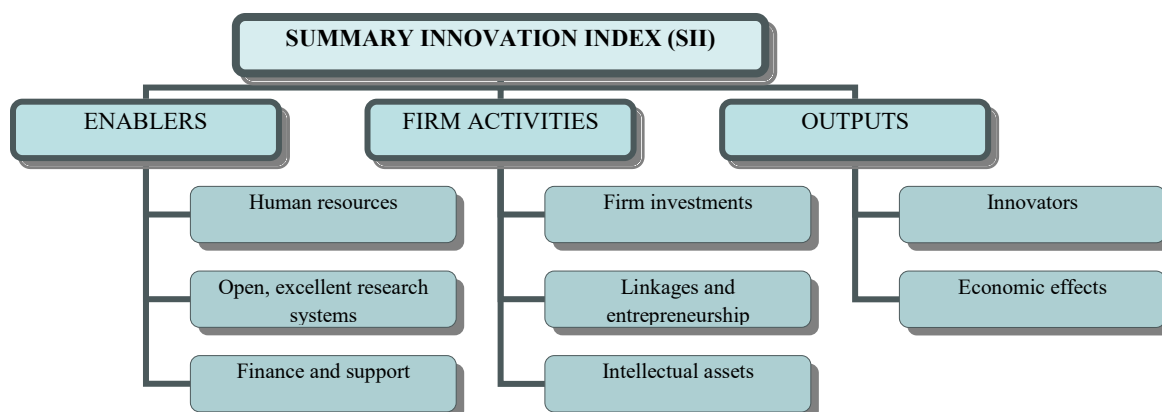 SUMMARY INNOVATION INDEX (SII)
ENABLERS
FIRM ACTIVITIES
OUTPUTS
Human resources
Open, excellent research
systems
Finance and support
Firm investments
Linkages and
entrepreneurship
Intellectual assets
Innovators
Economic effects